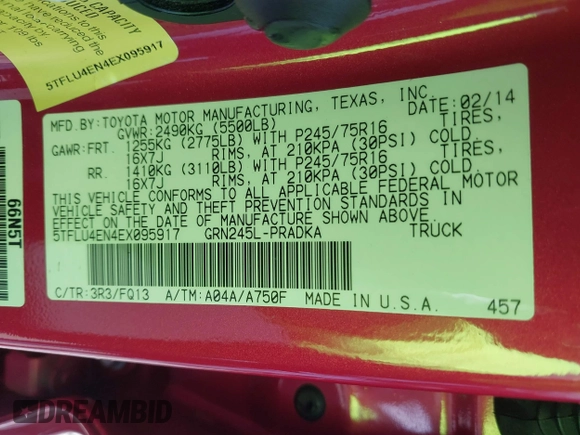 CAPACITY
REDUCED
have reduced the
5TFLU4EN4EX095917
66N5T
MFD.BY:TOYOTA MOTOR MANUFACTURING, TEXAS, INC.
GVWR:2490KG (5500LB) DATE:02/14
GAWR:FRT. 1255KG (2775LB) WITH P245/75R16 TIRES,
16X7J RIMS, AT 210KPA (30PSI) COLD.
RR. 1410KG (3110LB) WITH P245/75R16 TIRES,
16X7J RIMS, AT 210KPA (30PSI) COLD.
THIS VEHICLE CONFORMS TO ALL APPLICABLE FEDERAL MOTOR
VEHICLE SAFETY AND THEFT PREVENTION STANDARDS IN
EFFECT ON THE DATE OF MANUFACTURE SHOWN ABOVE.
5TFLU4EN4EX095917 GRN245L-PRADKA TRUCK
C/TR:3R3/FQ13 A/TM:A04A/A750F MADE IN U.S.A. 457
DREAMBID